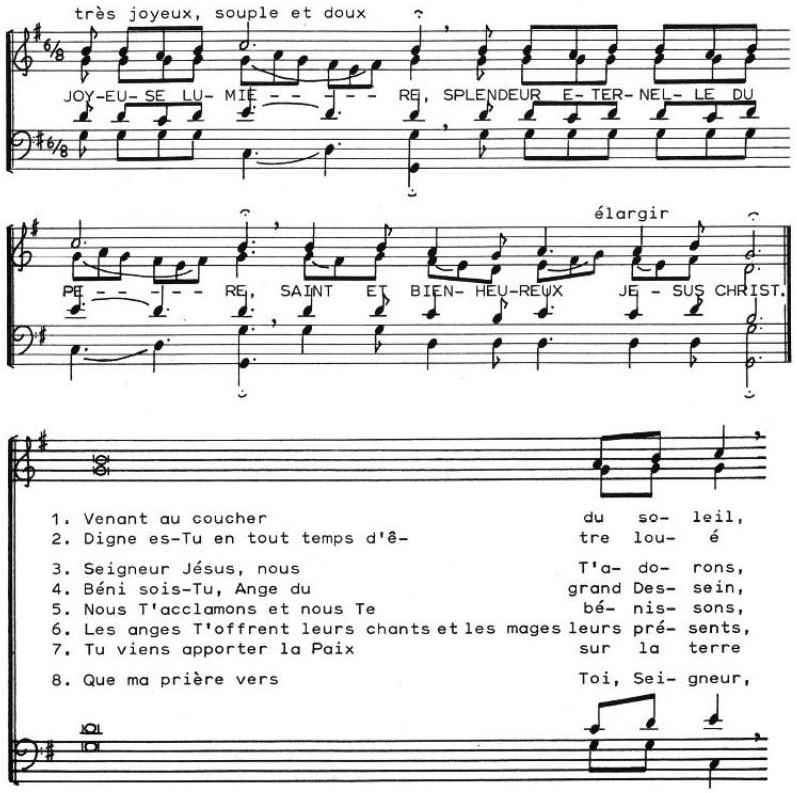 très joyeux, souple et doux
6/8
JOY-EU-SE LU-MIE - - - - - RE, SPLENDEUR E-TER-NEL-LE DU
6/8
élargir
PE - - - - - RE, SAINT ET BIEN-HEU-REUX JE-SUS CHRIST.
1. Venant au coucher du so- leil,
2. Digne es-Tu en tout temps d'ê- tre lou- é
3. Seigneur Jésus, nous T'a- do- rons,
4. Béni sois-Tu, Ange du grand Des- sein,
5. Nous T'acclamons et nous Te bé- nis- sons,
6. Les anges T'offrent leurs chants et les mages leurs pré- sents,
7. Tu viens apporter la Paix sur la terre
8. Que ma prière vers Toi, Sei- gneur,